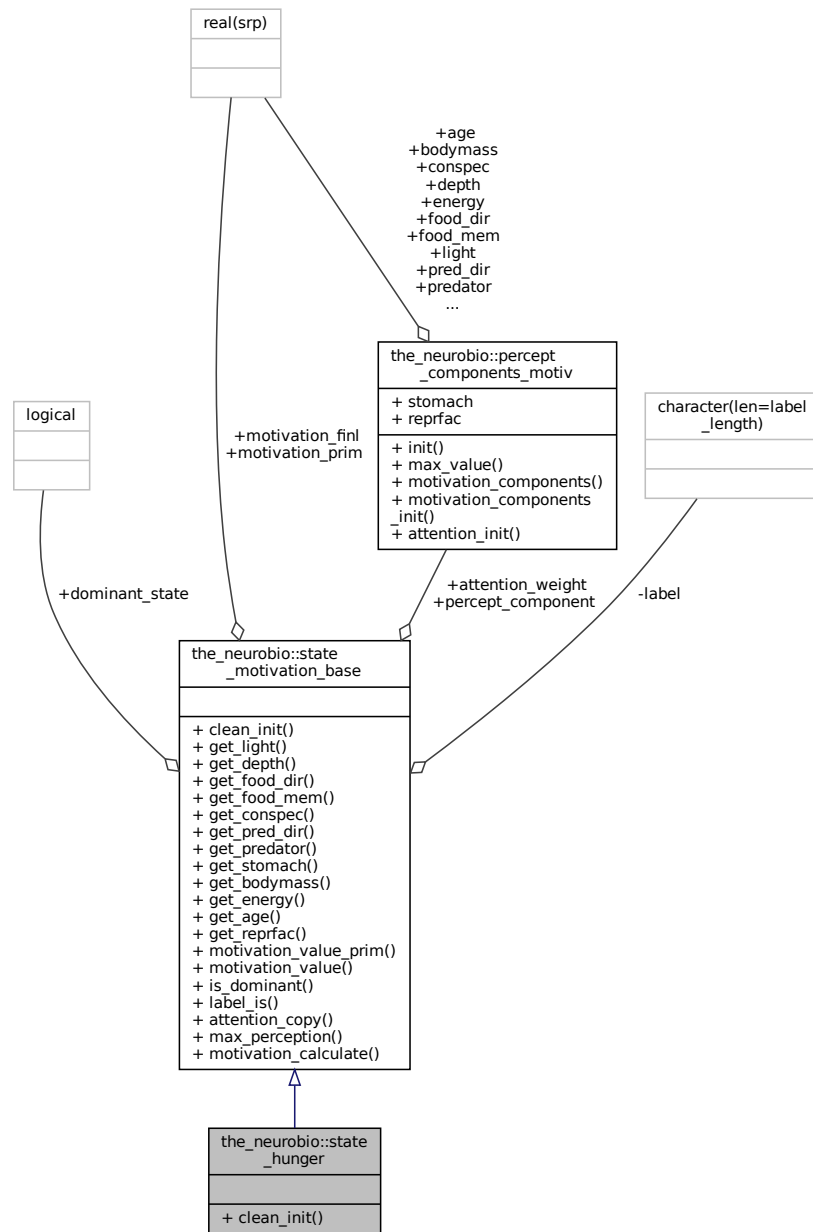 real(srp)
+age
+bodymass
+conspec
+depth
+energy
+food_dir
+food_mem
+light
+pred_dir
+predator
...
the_neurobio::percept
_components_motiv
+ stomach
+ reprfac
+ init()
+ max_value()
+ motivation_components()
+ motivation_components
_init()
+ attention_init()
character(len=label
_length)
logical
+motivation_finl
+motivation_prim
+dominant_state
+attention_weight
+percept_component
-label
the_neurobio::state
_motivation_base
+ clean_init()
+ get_light()
+ get_depth()
+ get_food_dir()
+ get_food_mem()
+ get_conspec()
+ get_pred_dir()
+ get_predator()
+ get_stomach()
+ get_bodymass()
+ get_energy()
+ get_age()
+ get_reprfac()
+ motivation_value_prim()
+ motivation_value()
+ is_dominant()
+ label_is()
+ attention_copy()
+ max_perception()
+ motivation_calculate()
the_neurobio::state
_hunger
+ clean_init()